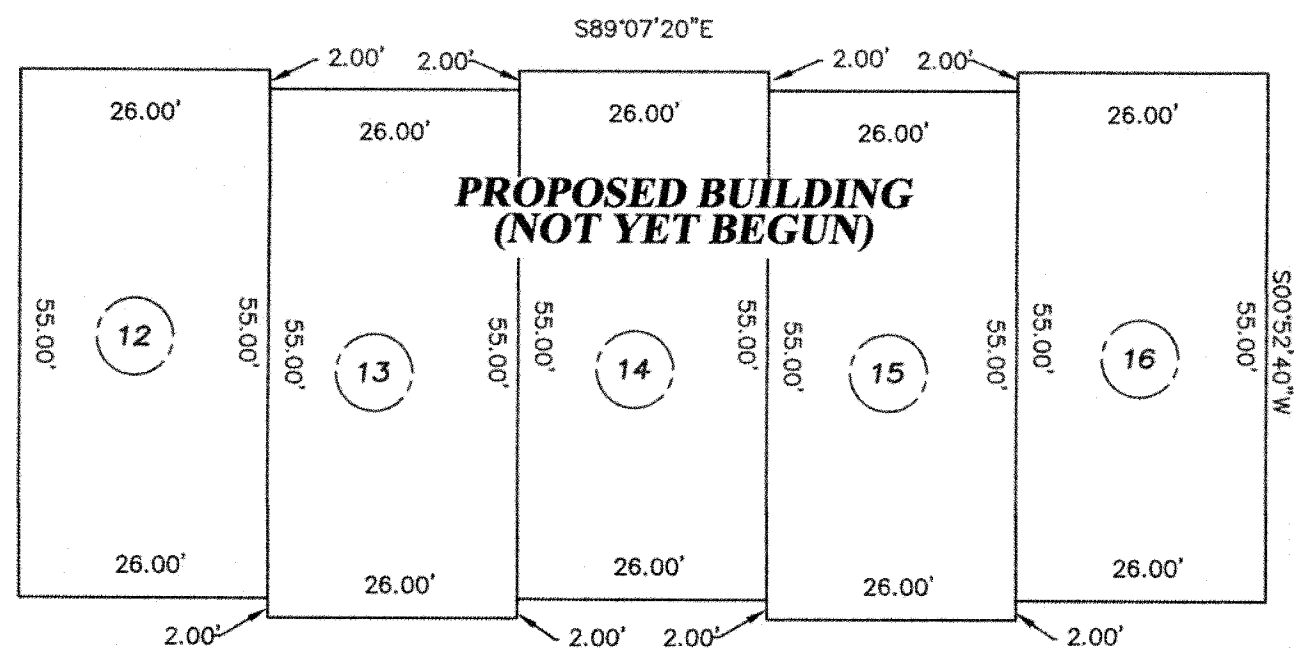 S89°07'20"E
2.00' 2.00' 2.00' 2.00'
26.00' 26.00' 26.00' 26.00' 26.00'
PROPOSED BUILDING
(NOT YET BEGUN)
55.00' 12 55.00' 55.00' 13 55.00' 55.00' 14 55.00' 55.00' 15 55.00' 55.00' 16 55.00' S00°52'40"W
26.00' 26.00' 26.00' 26.00' 26.00'
2.00' 2.00' 2.00' 2.00'